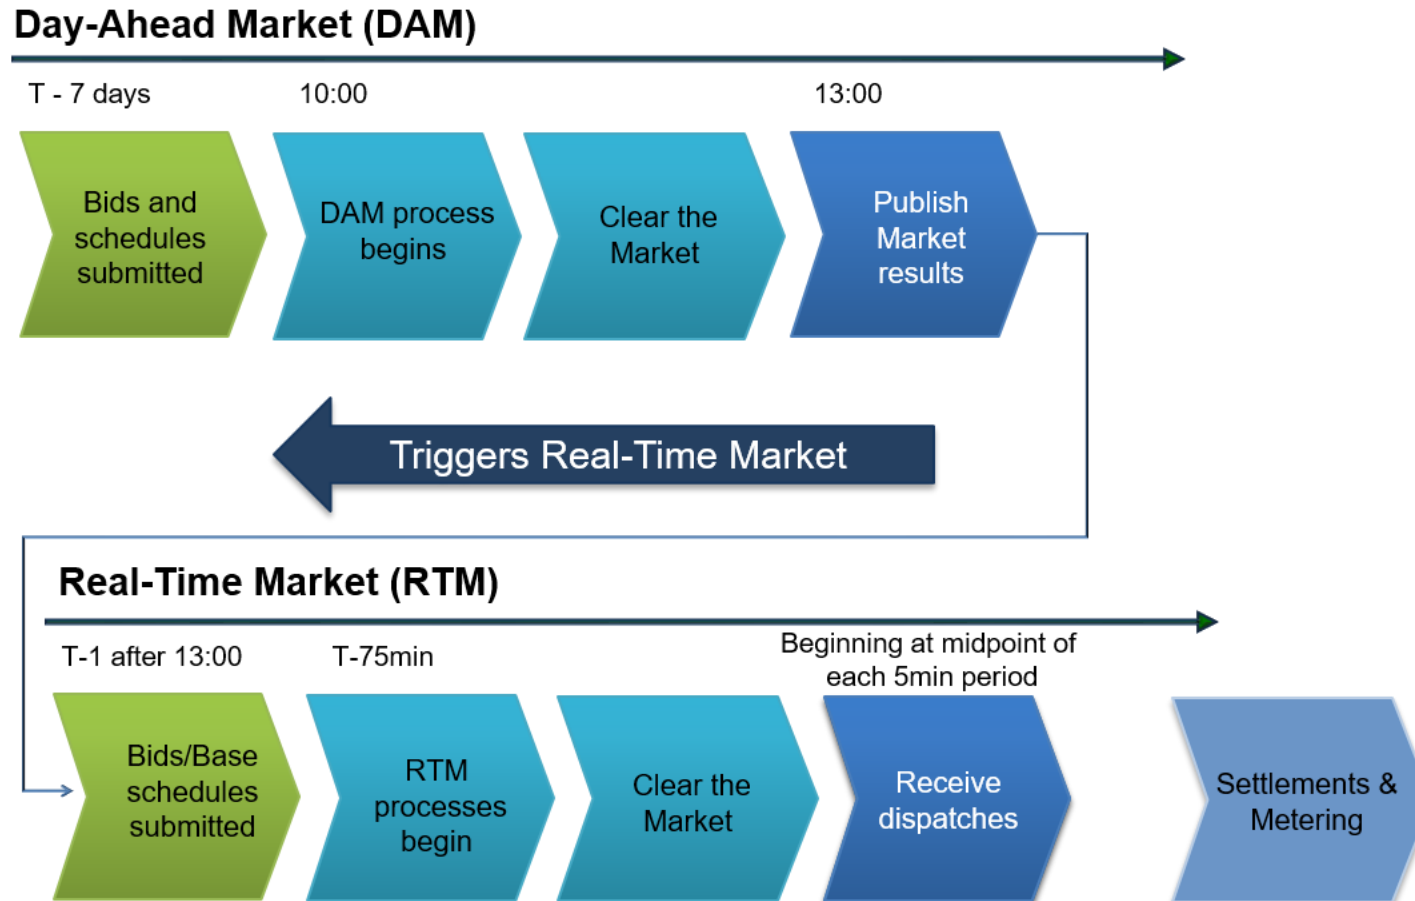 Day-Ahead Market (DAM)
T - 7 days
10:00
13:00
Bids and
schedules
submitted
DAM process
begins
Clear the
Market
Publish
Market
results
Triggers Real-Time Market
Real-Time Market (RTM)
T-1 after 13:00
T-75min
Beginning at midpoint of
each 5min period
Bids/Base
schedules
submitted
RTM
processes
begin
Clear the
Market
Receive
dispatches
Settlements &
Metering